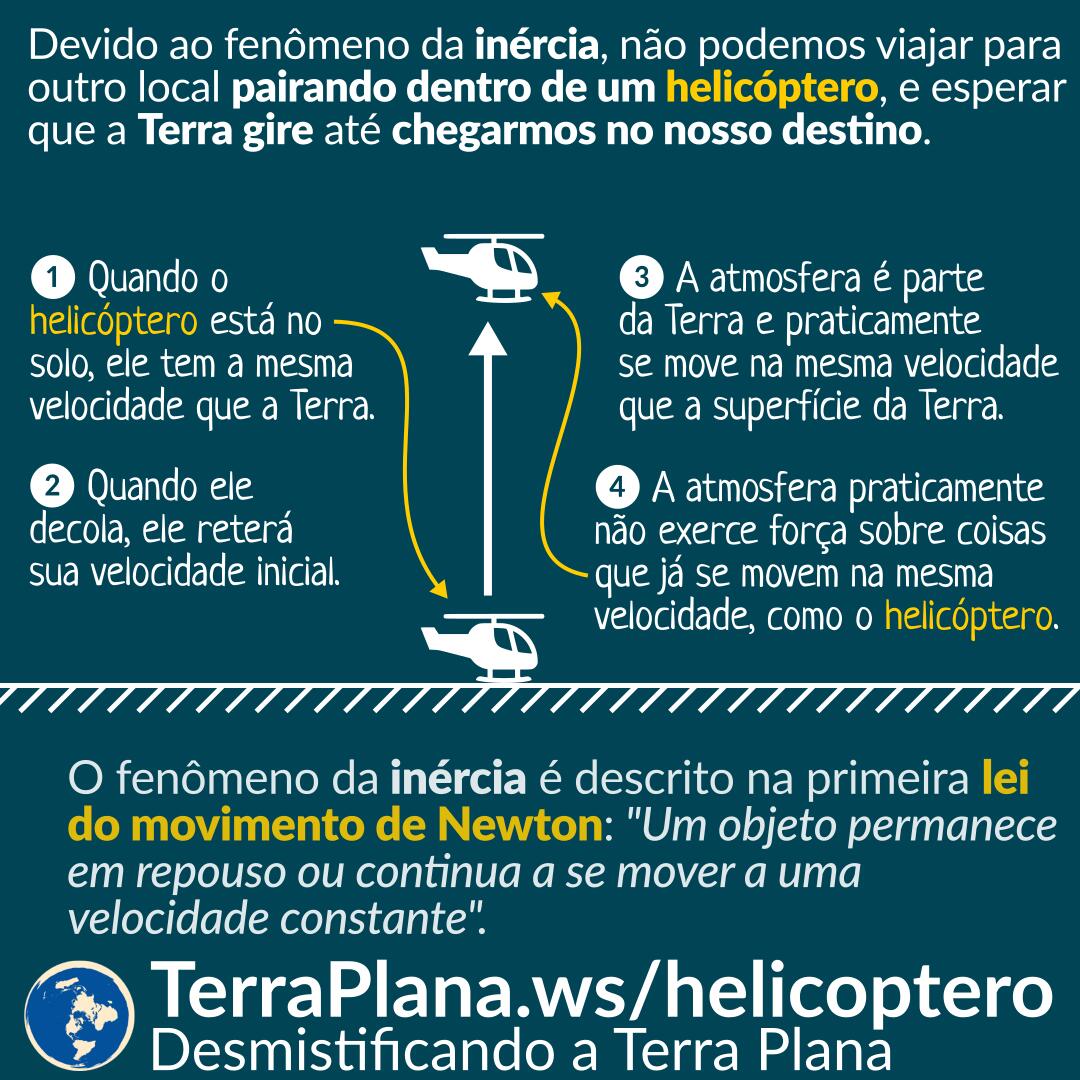 Devido ao fenômeno da inércia, não podemos viajar para
outro local pairando dentro de um helicóptero, e esperar
que a Terra gire até chegarmos no nosso destino.
1 Quando o
helicóptero está no
solo, ele tem a mesma
velocidade que a Terra.
2 Quando ele
decola, ele reterá
sua velocidade inicial.
3 A atmosfera é parte
da Terra e praticamente
se move na mesma velocidade
que a superfície da Terra.
4 A atmosfera praticamente
não exerce força sobre coisas
que já se movem na mesma
velocidade, como o helicóptero.
O fenômeno da inércia é descrito na primeira lei
do movimento de Newton: "Um objeto permanece
em repouso ou continua a se mover a uma
velocidade constante".
TerraPlana.ws/helicoptero
Desmistificando a Terra Plana